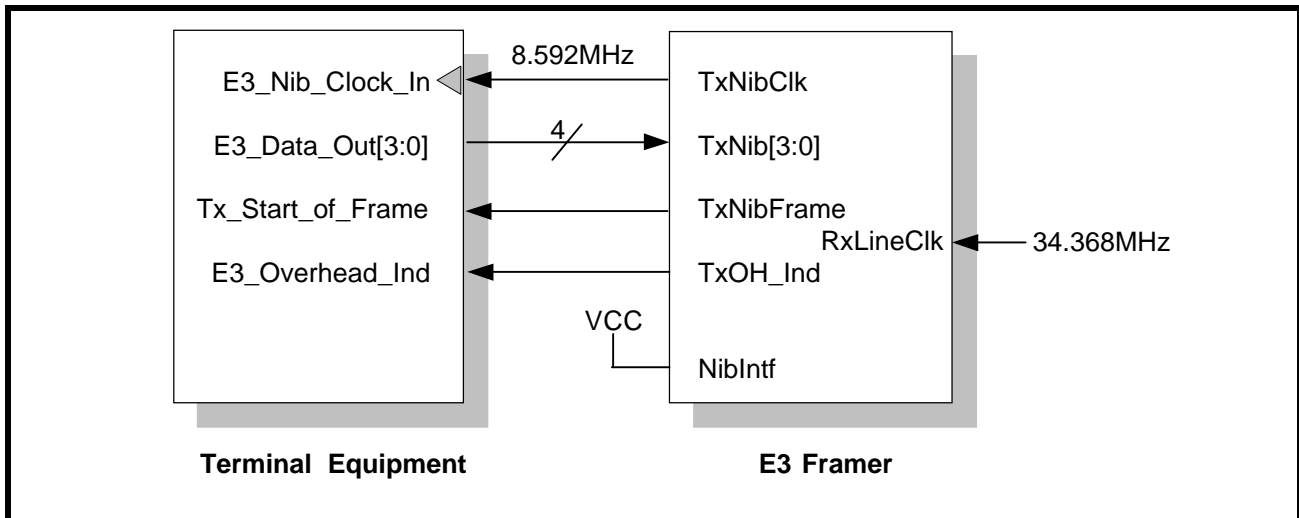 8.592MHz
E3_Nib_Clock_In
TxNibClk
E3_Data_Out[3:0]
4
TxNib[3:0]
Tx_Start_of_Frame
TxNibFrame
RxLineClk
34.368MHz
E3_Overhead_Ind
TxOH_Ind
VCC
NibIntf
Terminal Equipment
E3 Framer